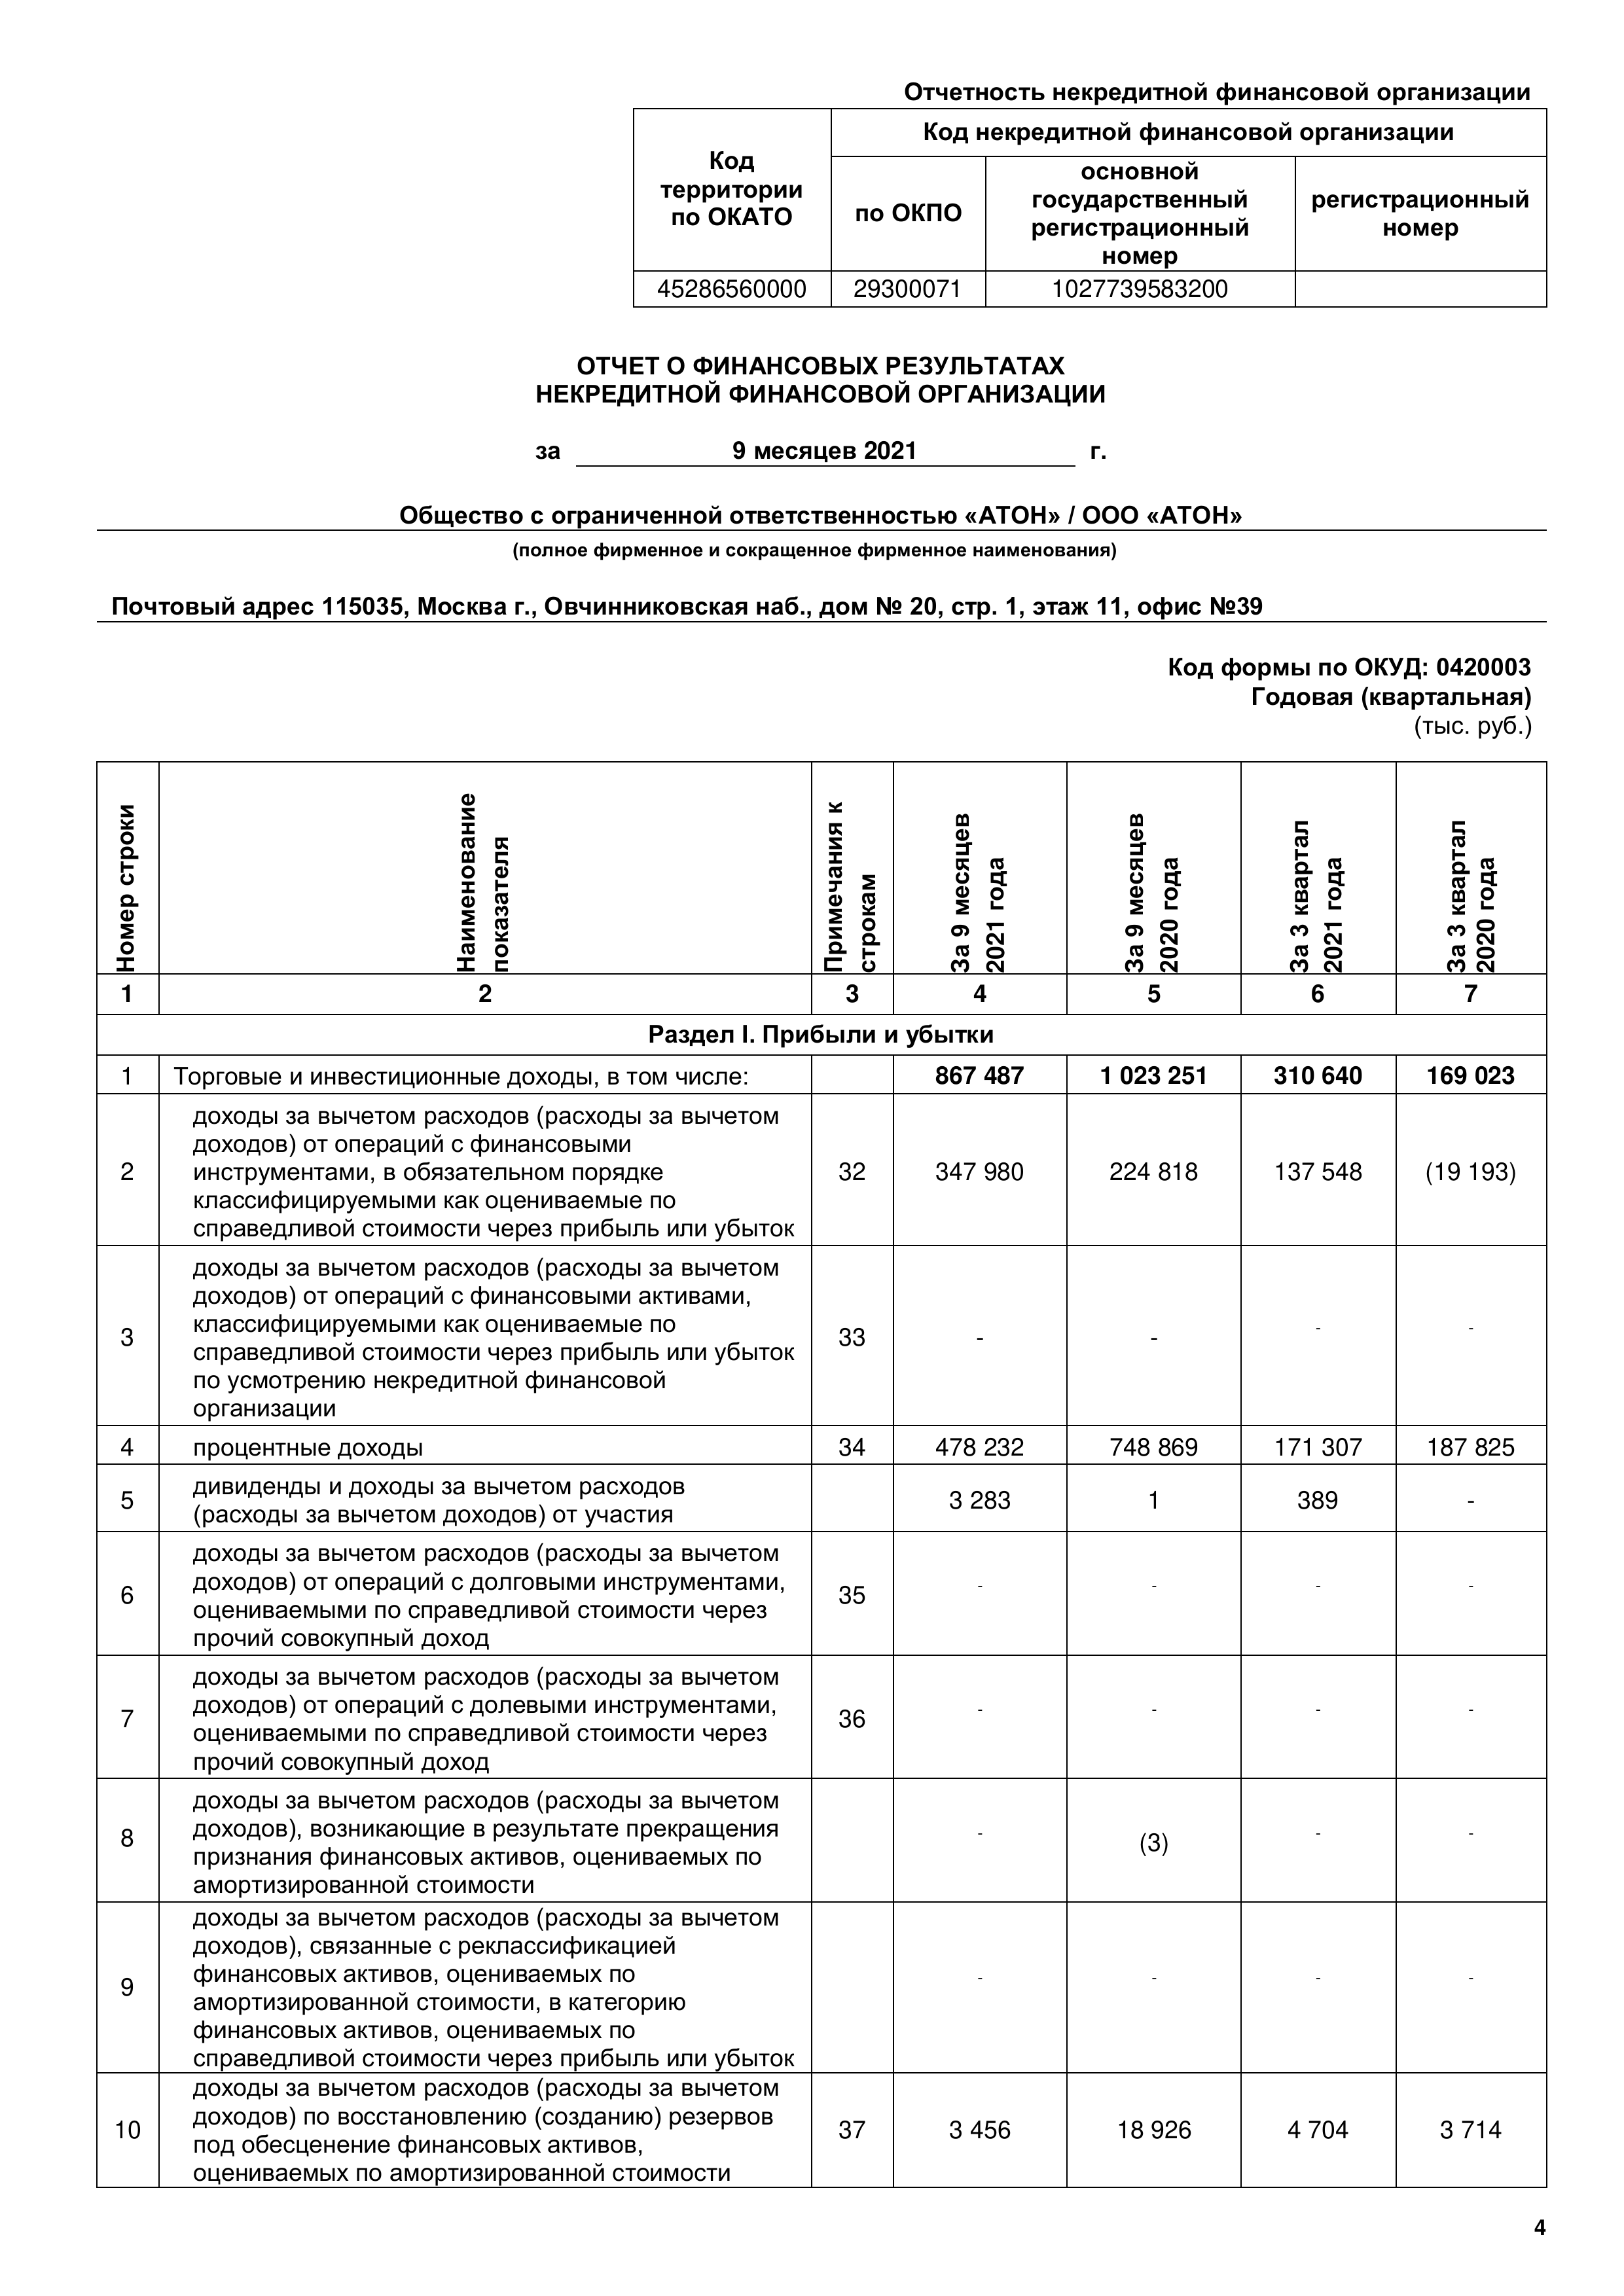 Отчетность некредитной финансовой организации
Код территории по ОКАТО
Код некредитной финансовой организации
по ОКПО
основной государственный регистрационный номер
регистрационный номер
45286560000 29300071 1027739583200
ОТЧЕТ О ФИНАНСОВЫХ РЕЗУЛЬТАТАХ
НЕКРЕДИТНОЙ ФИНАНСОВОЙ ОРГАНИЗАЦИИ
за 9 месяцев 2021 г.
Общество с ограниченной ответственностью «АТОН» / ООО «АТОН»
(полное фирменное и сокращенное фирменное наименования)
Почтовый адрес 115035, Москва г., Овчинниковская наб., дом № 20, стр. 1, этаж 11, офис №39
Код формы по ОКУД: 0420003
Годовая (квартальная)
(тыс. руб.)
Номер строки
Наименование
показателя
Примечания к
строкам
За 9 месяцев
2021 года
За 9 месяцев
2020 года
За 3 квартал
2021 года
За 3 квартал
2020 года
1 2 3 4 5 6 7
Раздел I. Прибыли и убытки
1 Торговые и инвестиционные доходы, в том числе: 867 487 1 023 251 310 640 169 023
доходы за вычетом расходов (расходы за вычетом
доходов) от операций с финансовыми
2 инструментами, в обязательном порядке 32 347 980 224 818 137 548 (19 193)
классифицируемыми как оцениваемые по
справедливой стоимости через прибыль или убыток
доходы за вычетом расходов (расходы за вычетом
доходов) от операций с финансовыми активами,
классифицируемыми как оцениваемые по
3 справедливой стоимости через прибыль или убыток 33 - - - -
по усмотрению некредитной финансовой
организации
4 процентные доходы 34 478 232 748 869 171 307 187 825
5 дивиденды и доходы за вычетом расходов 3 283 1 389 -
(расходы за вычетом доходов) от участия
доходы за вычетом расходов (расходы за вычетом
доходов) от операций с долговыми инструментами,
6 оцениваемыми по справедливой стоимости через 35 - - - -
прочий совокупный доход
доходы за вычетом расходов (расходы за вычетом
доходов) от операций с долевыми инструментами,
7 оцениваемыми по справедливой стоимости через 36 - - - -
прочий совокупный доход
доходы за вычетом расходов (расходы за вычетом
8 доходов), возникающие в результате прекращения - (3) - -
признания финансовых активов, оцениваемых по
амортизированной стоимости
доходы за вычетом расходов (расходы за вычетом
доходов), связанные с реклассификацией
финансовых активов, оцениваемых по
9 амортизированной стоимости, в категорию - - - -
финансовых активов, оцениваемых по
справедливой стоимости через прибыль или убыток
доходы за вычетом расходов (расходы за вычетом
10 доходов) по восстановлению (созданию) резервов 37 3 456 18 926 4 704 3 714
под обесценение финансовых активов,
оцениваемых по амортизированной стоимости
4